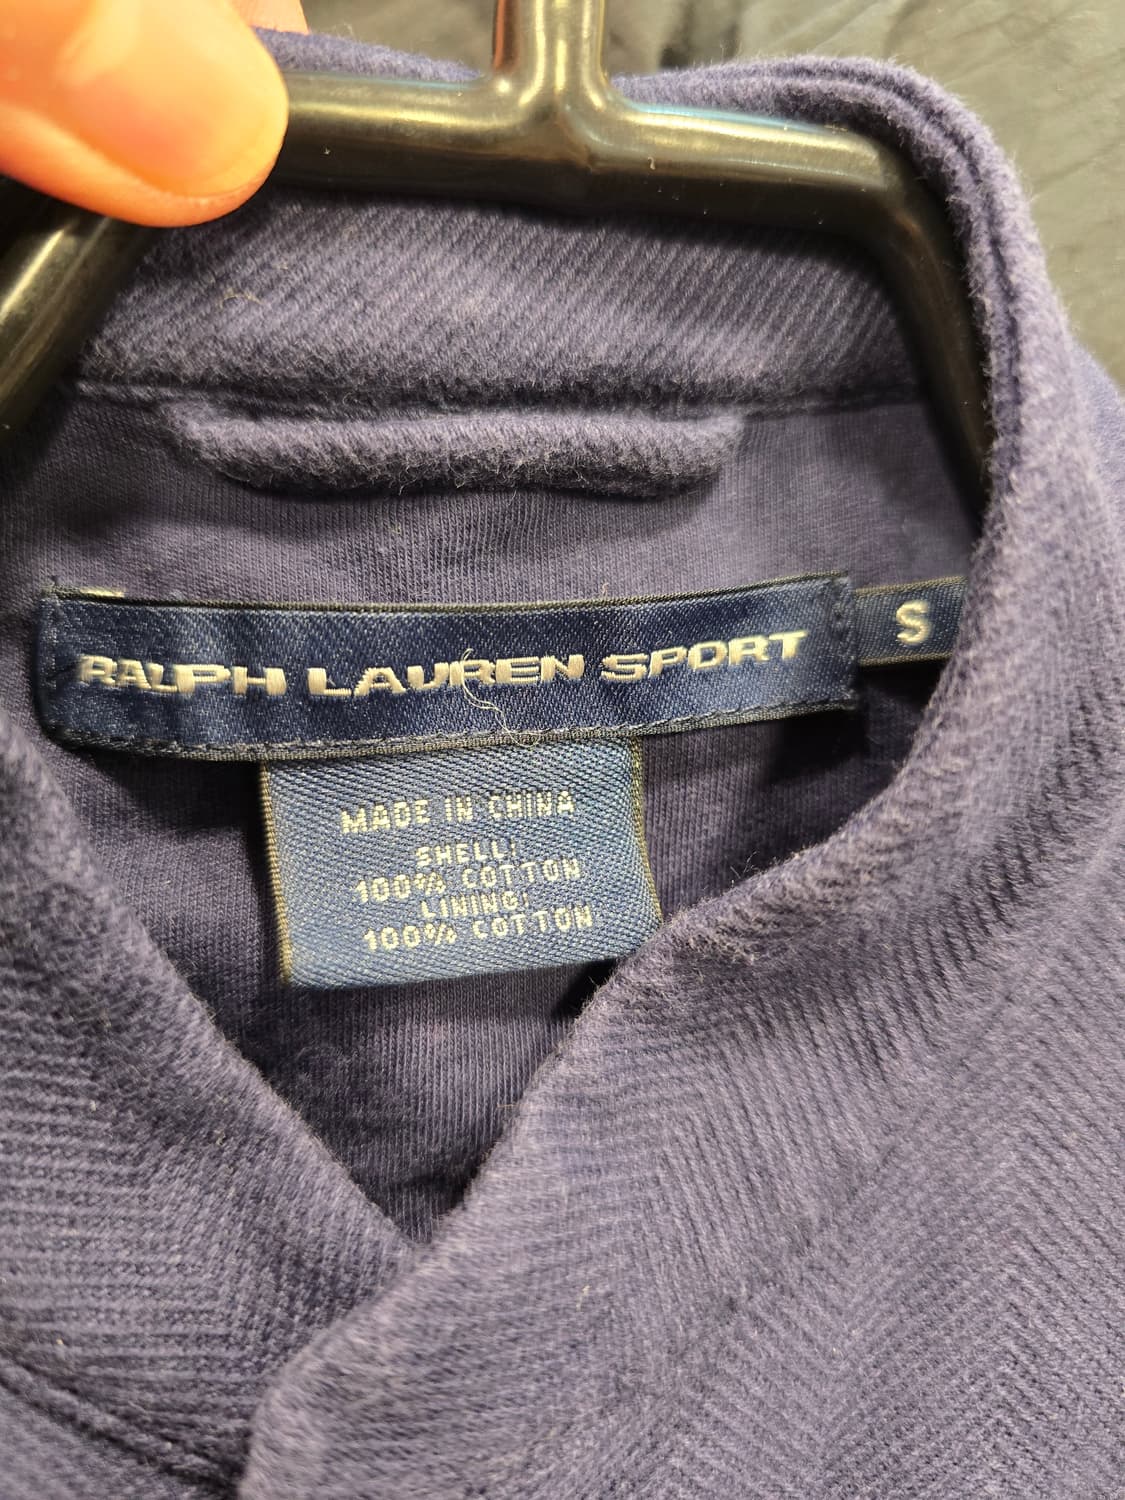 RALPH LAUREN SPORT
S
MADE IN CHINA
SHELL:
100% COTTON
LINING:
100% COTTON